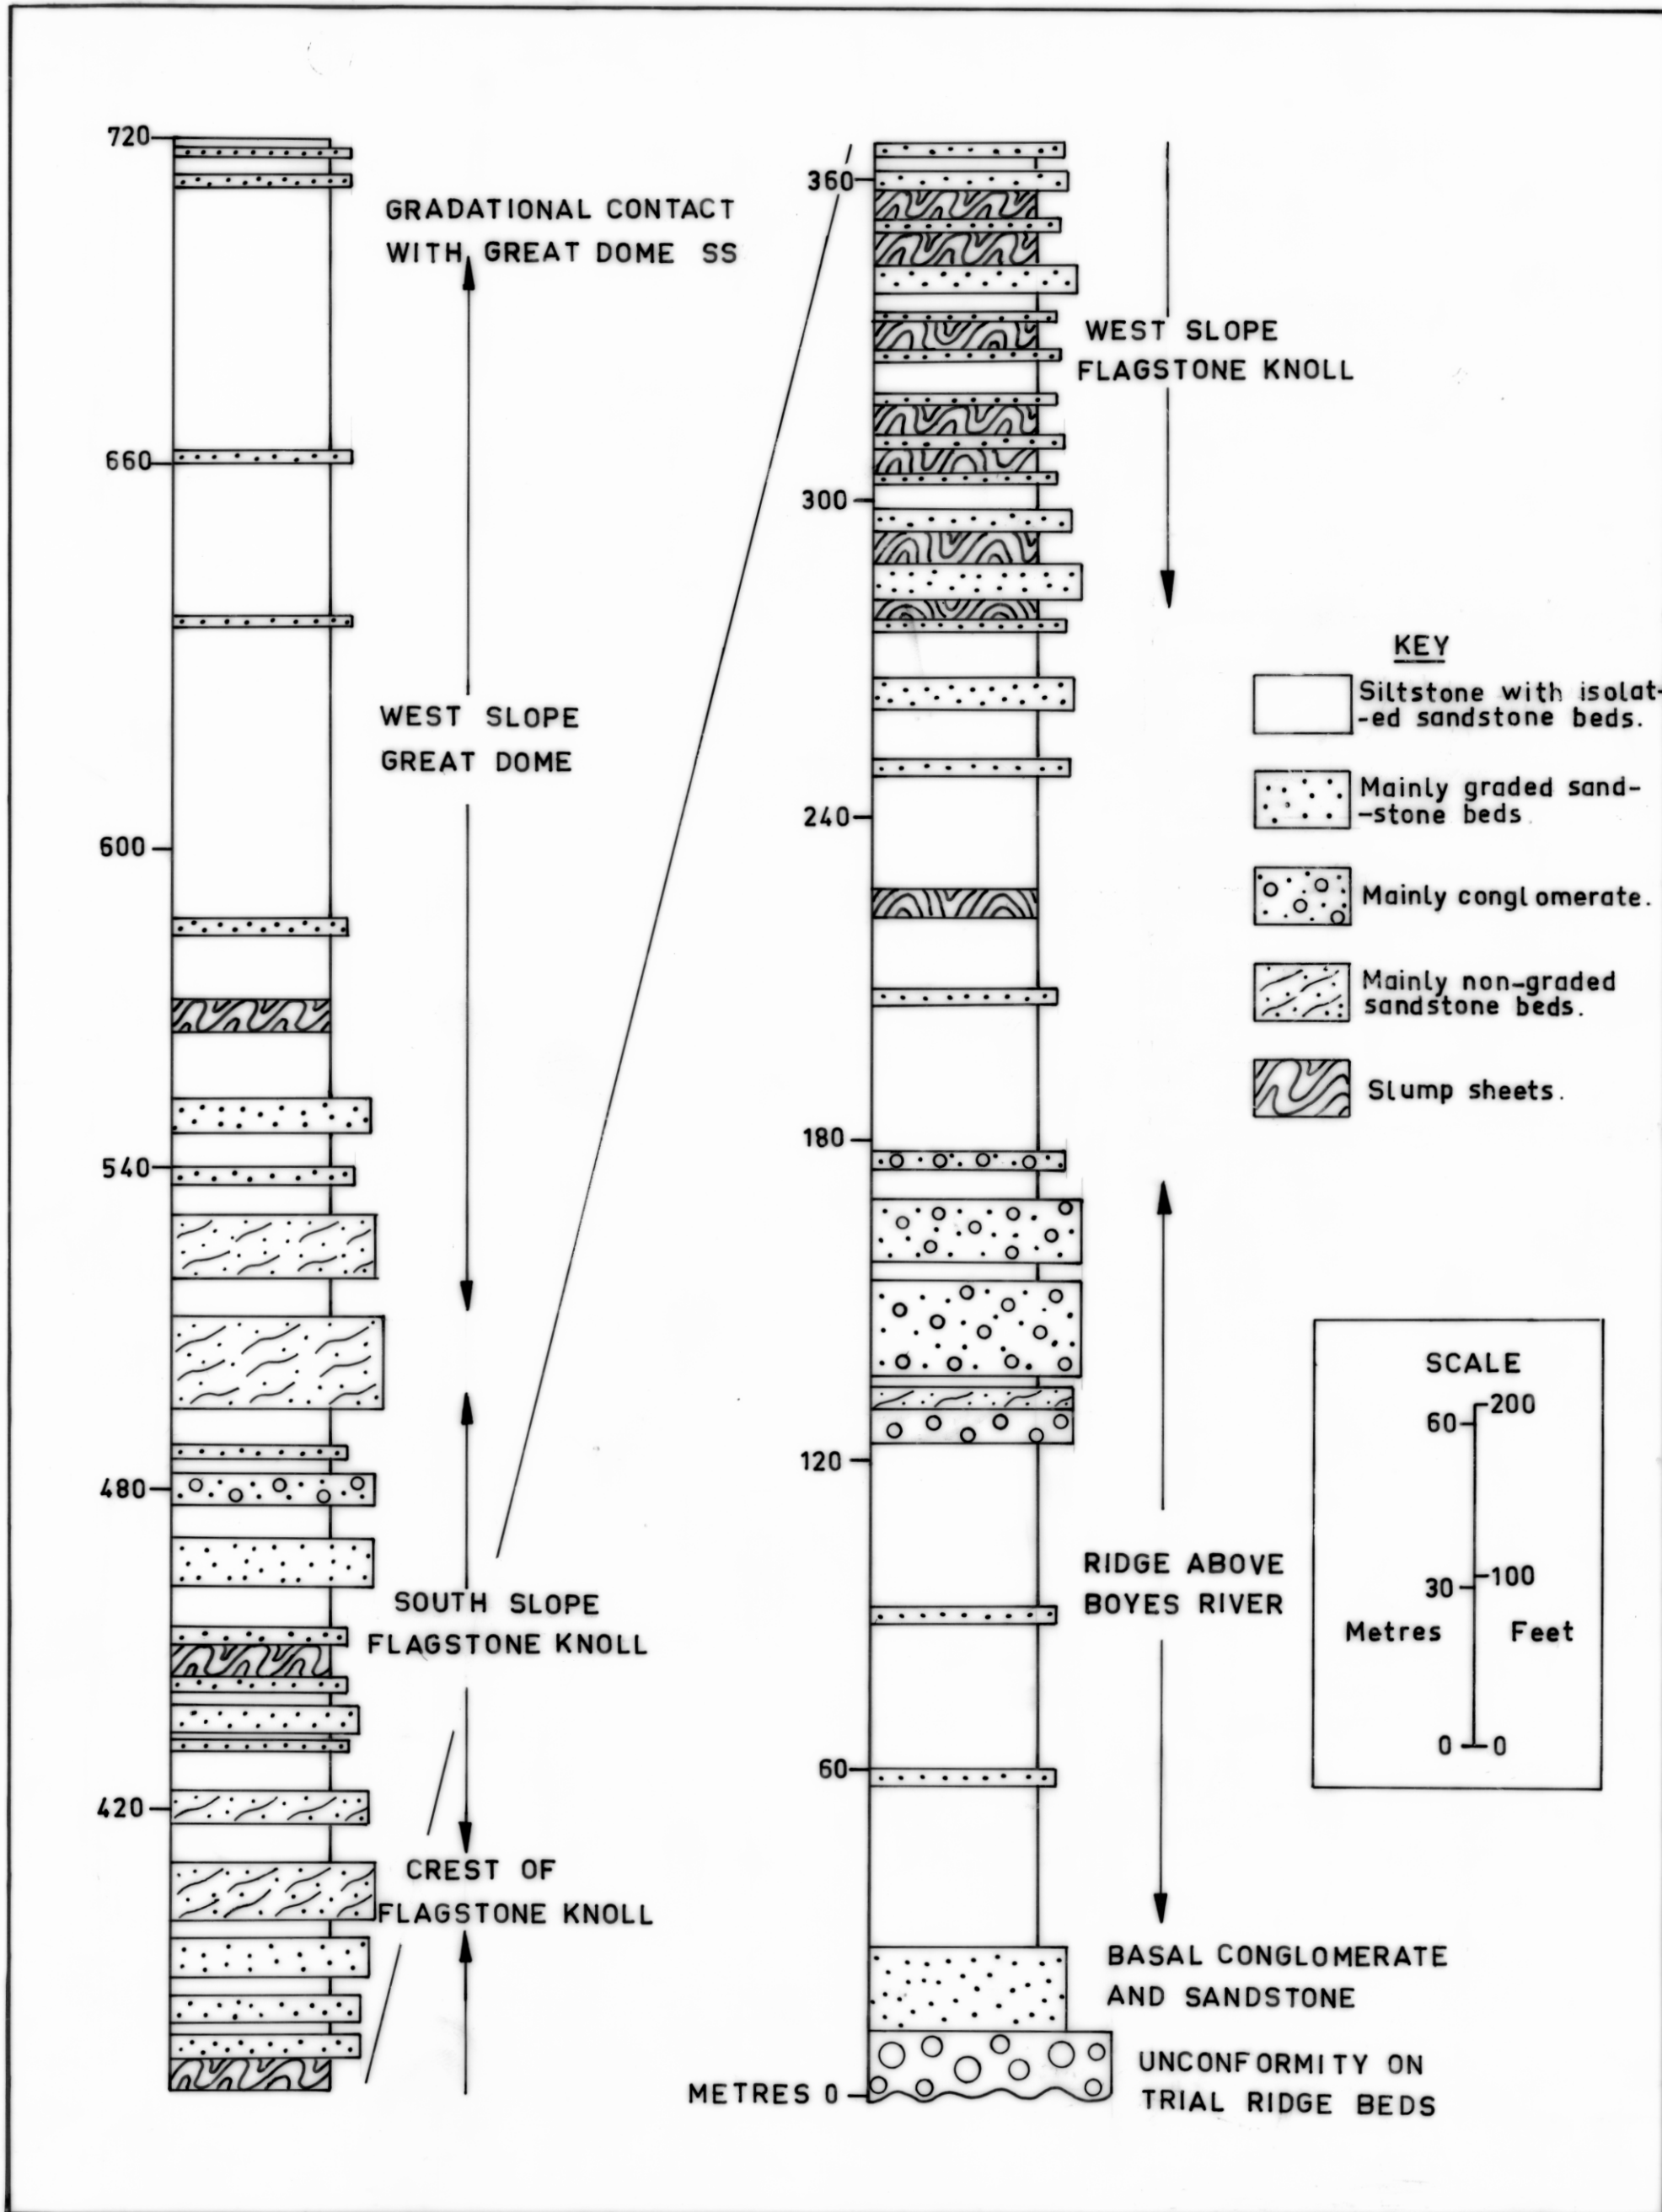 720
660
600
540
480
420
GRADATIONAL CONTACT
WITH GREAT DOME SS
WEST SLOPE
GREAT DOME
SOUTH SLOPE
FLAGSTONE KNOLL
CREST OF
FLAGSTONE KNOLL
360
300
240
180
120
60
METRES 0
WEST SLOPE
FLAGSTONE KNOLL
RIDGE ABOVE
BOYES RIVER
BASAL CONGLOMERATE
AND SANDSTONE
UNCONFORMITY ON
TRIAL RIDGE BEDS
KEY
Siltstone with isolat-
-ed sandstone beds.
Mainly graded sand-
-stone beds.
Mainly conglomerate.
Mainly non-graded
sandstone beds.
Slump sheets.
SCALE
60 200
30 100
Metres Feet
0 0